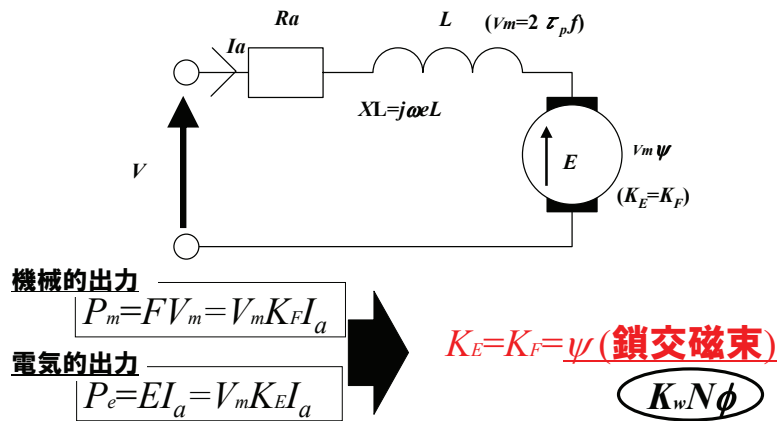 Ra
L
(Vm=2 τp f)
Ia
XL=jωeL
V
E
Vm ψ
(KE=KF)
機械的出力
Pm=FVm=VmKFIa
電気的出力
Pe=EIa=VmKEIa
KE=KF=ψ(鎖交磁束)
KwNϕ